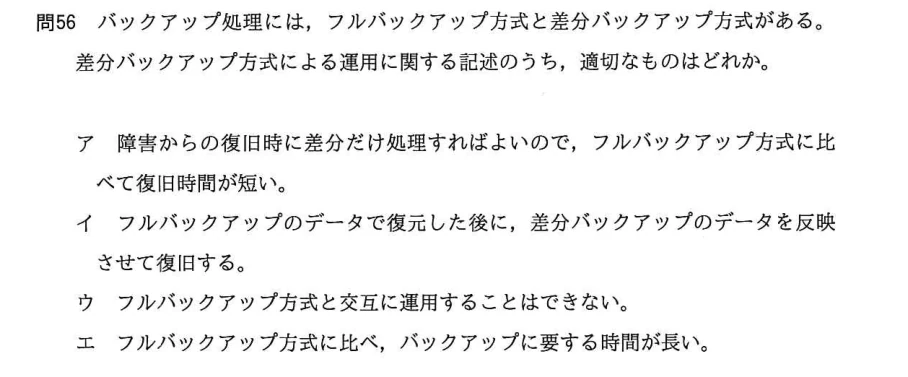 問56 バックアップ処理には，フルバックアップ方式と差分バックアップ方式がある。
差分バックアップ方式による運用に関する記述のうち，適切なものはどれか。
ア 障害からの復旧時に差分だけ処理すればよいので，フルバックアップ方式に比
べて復旧時間が短い。
イ フルバックアップのデータで復元した後に，差分バックアップのデータを反映
させて復旧する。
ウ フルバックアップ方式と交互に運用することはできない。
エ フルバックアップ方式に比べ，バックアップに要する時間が長い。